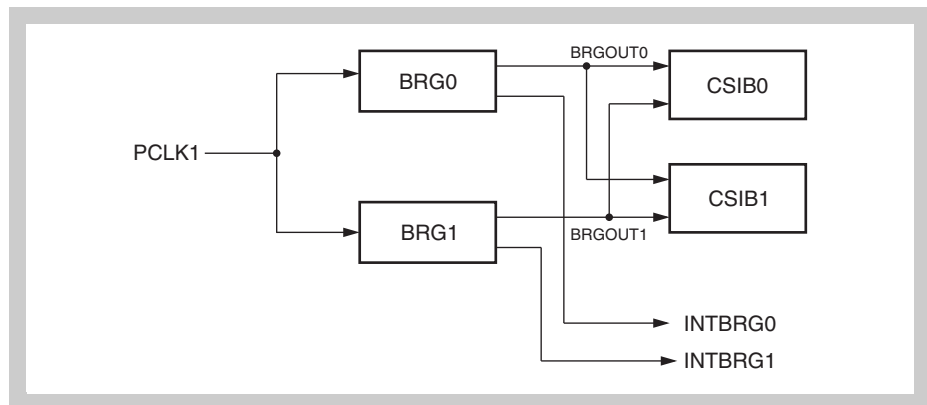 BRGOUT0
BRG0
CSIB0
PCLK1
CSIB1
BRG1
BRGOUT1
INTBRG0
INTBRG1